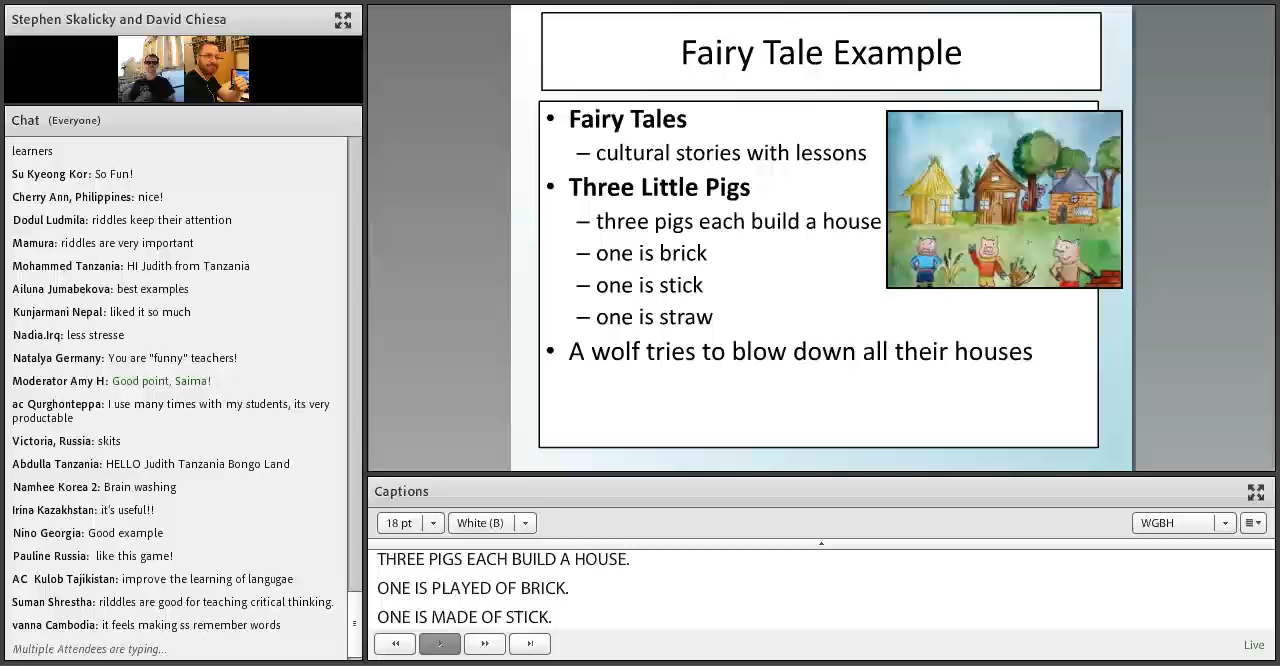 Stephen Skalicky and David Chiesa
Chat (Everyone)
learners
Su Kyeong Kor: So Fun!
Cherry Ann, Philippines: nice!
Dodul Ludmila: riddles keep their attention
Mamura: riddles are very important
Mohammed Tanzania: HI Judith from Tanzania
Ailuna Jumabekova: best examples
Kunjarmani Nepal: liked it so much
Nadia.Irq: less stresse
Natalya Germany: You are "funny" teachers!
Moderator Amy H: Good point, Saima!
ac Qurghonteppa: I use many times with my students, its very
productable
Victoria, Russia: skits
Abdulla Tanzania: HELLO Judith Tanzania Bongo Land
Namhee Korea 2: Brain washing
Irina Kazakhstan: it's useful!!
Nino Georgia: Good example
Pauline Russia: like this game!
AC Kulob Tajikistan: improve the learning of langugae
Suman Shrestha: rilddles are good for teaching critical thinking.
vanna Cambodia: it feels making ss remember words
Multiple Attendees are typing...
Fairy Tale Example
• Fairy Tales
– cultural stories with lessons
• Three Little Pigs
– three pigs each build a house
– one is brick
– one is stick
– one is straw
• A wolf tries to blow down all their houses
Captions
18 pt White (B) WGBH
THREE PIGS EACH BUILD A HOUSE.
ONE IS PLAYED OF BRICK.
ONE IS MADE OF STICK.
Live